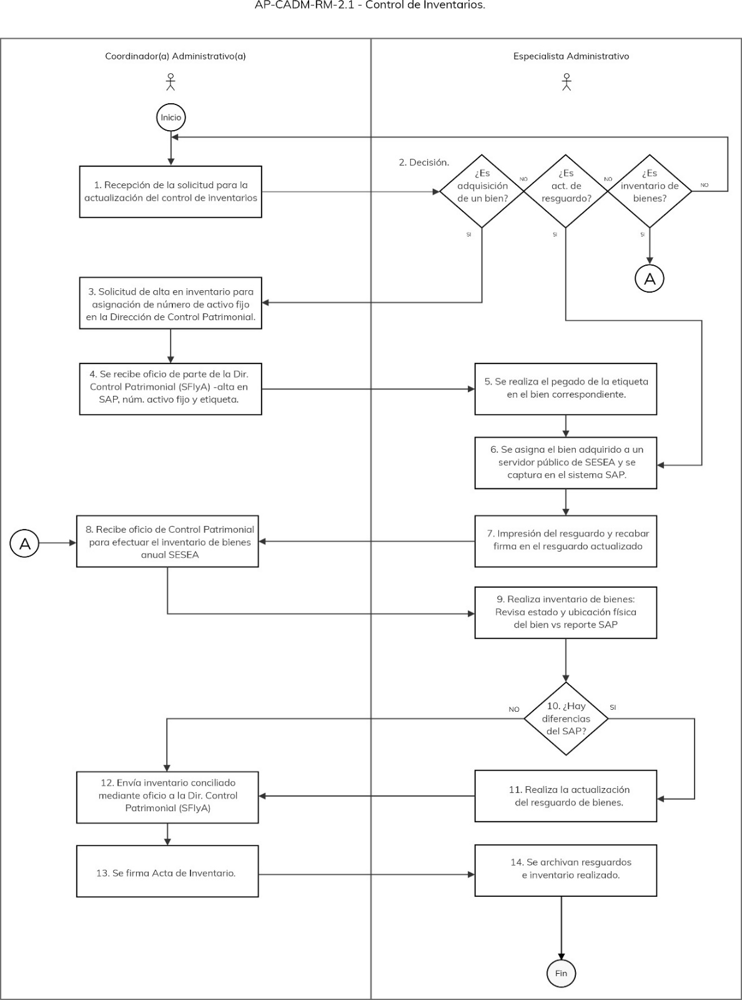 AP-CADM-RM-2.1 - Control de Inventarios.
Coordinador(a) Administrativo(a)
Especialista Administrativo
Inicio
1. Recepción de la solicitud para la
actualización del control de inventarios
2. Decisión.
¿Es
adquisición
de un bien?
NO
SI
¿Es
act. de
resguardo?
NO
SI
¿Es
inventario de
bienes?
NO
SI
A
3. Solicitud de alta en inventario para
asignación de número de activo fijo
en la Dirección de Control Patrimonial.
4. Se recibe oficio de parte de la Dir.
Control Patrimonial (SFIyA) -alta en
SAP, núm. activo fijo y etiqueta.
5. Se realiza el pegado de la etiqueta
en el bien correspondiente.
6. Se asigna el bien adquirido a un
servidor público de SESEA y se
captura en el sistema SAP.
7. Impresión del resguardo y recabar
firma en el resguardo actualizado
A
8. Recibe oficio de Control Patrimonial
para efectuar el inventario de bienes
anual SESEA
9. Realiza inventario de bienes:
Revisa estado y ubicación física
del bien vs reporte SAP
NO
10. ¿Hay
diferencias
del SAP?
SI
11. Realiza la actualización
del resguardo de bienes.
12. Envía inventario conciliado
mediante oficio a la Dir. Control
Patrimonial (SFIyA)
13. Se firma Acta de Inventario.
14. Se archivan resguardos
e inventario realizado.
Fin